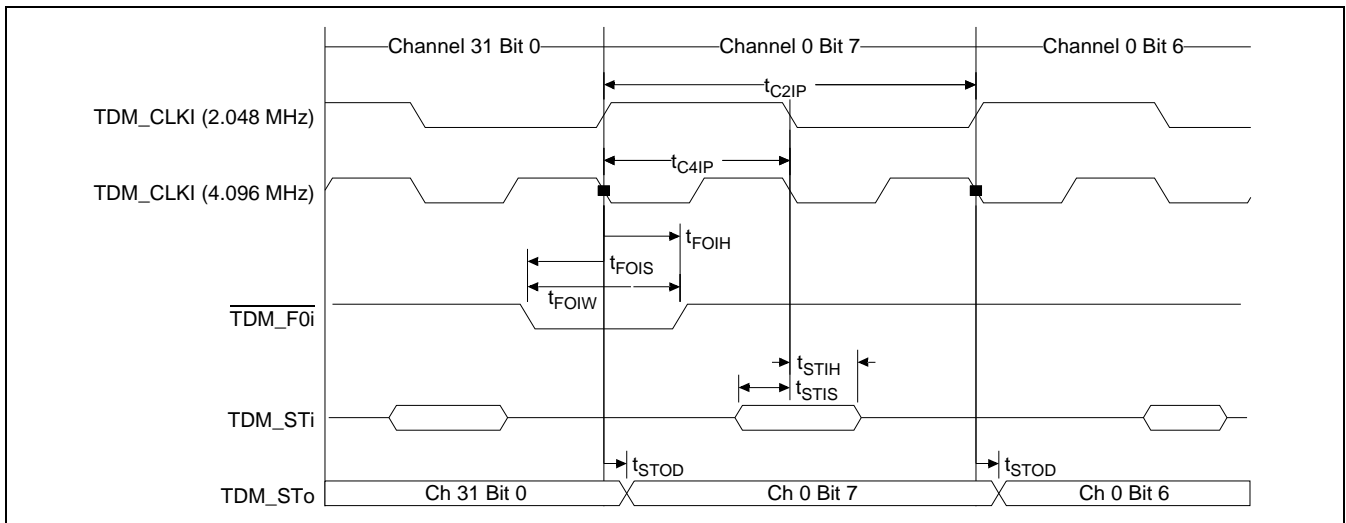 Channel 31 Bit 0 Channel 0 Bit 7 Channel 0 Bit 6
tC2IP
TDM_CLKI (2.048 MHz)
tC4IP
TDM_CLKI (4.096 MHz)
tFOIH
tFOIS
tFOIW
TDM_F0i
tSTIH
tSTIS
TDM_STi
tSTOD tSTOD
TDM_STo Ch 31 Bit 0 Ch 0 Bit 7 Ch 0 Bit 6